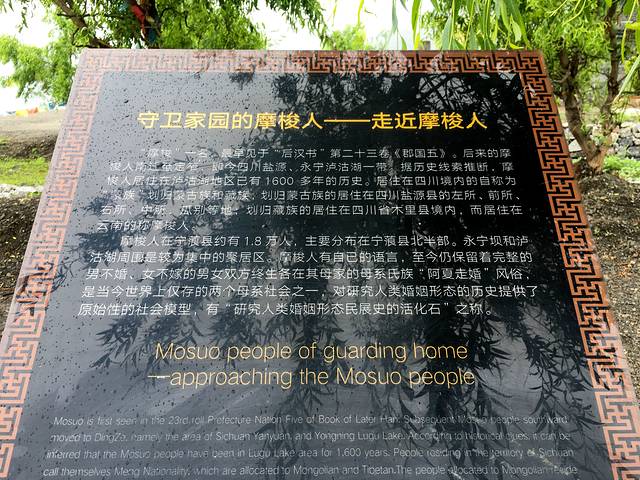 守卫家园的摩梭人——走近摩梭人
“摩梭”一名，最早见于“后汉书”第二十三卷《郡国五》。后来的摩
梭人南迁至定笮，即今四川盐源、永宁泸沽湖一带。据历史线索推断，摩
梭人居住在泸沽湖地区已有1600 多年的历史。居住在四川境内的自称为
族。划归蒙古族和藏族。划归蒙古族的居住在四川盐源县的左所、前所、
右所、中所、瓜别等地；划归藏族的居住在四川省木里县境内，而居住在
云南的称摩梭人。
摩梭人在宁蒗县约有1.8 万人，主要分布在宁蒗县北半部。永宁坝和泸
沽湖周围是较为集中的聚居区。摩梭人有自己的语言，至今仍保留着完整的
男不婚、女不嫁的男女双方终生各在其母家的母系氏族“阿夏走婚”风俗，
是当今世界上仅存的两个母系社会之一，对研究人类婚姻形态的历史提供了
原始性的社会模型，有“研究人类婚姻形态民展史的活化石”之称。
Mosuo people of guarding home
—approaching the Mosuo people
Mosuo is first seen in the 23rd roll Prefecture Nation Five of Book of Later Han. Subsequent Mosuo people southward
moved to DingZe, namely the area of Sichuan Yanyuan, and Yongning Lugu Lake. According to historical clues, it can be
inferred that the Mosuo people have been in Lugu Lake area for 1,600 years. People residing in the territory of Sichuan
call themselves Meng Nationality, which are allocated to Mongolian and Tibetan.The people allocated to Mongolian reside